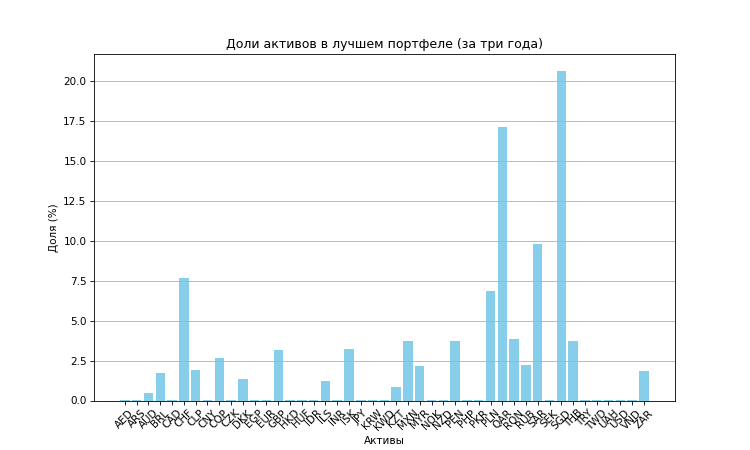 Доли активов в лучшем портфеле (за три года)
20.0
17.5
15.0
12.5
10.0
7.5
5.0
2.5
0.0
Доля (%)
AED
ARS
AUD
BRL
CAD
CHF
CLP
CNY
COP
CZK
DKK
EGP
EUR
GBP
HKD
HUF
IDR
ILS
INR
ISK
JPY
KRW
KWD
KZT
MXN
MYR
NOK
NZD
PEN
PHP
PKR
PLN
QAR
RON
RUB
SAR
SEK
SGD
THB
TRY
TWD
UAH
USD
VND
ZAR
Активы